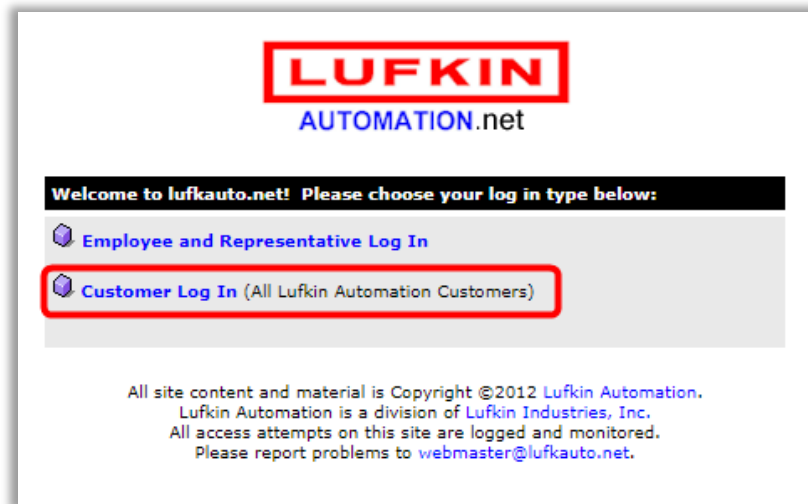 LUFKIN
AUTOMATION.net
Welcome to lufkauto.net! Please choose your log in type below:
Employee and Representative Log In
Customer Log In (All Lufkin Automation Customers)
All site content and material is Copyright ©2012 Lufkin Automation.
Lufkin Automation is a division of Lufkin Industries, Inc.
All access attempts on this site are logged and monitored.
Please report problems to webmaster@lufkauto.net.